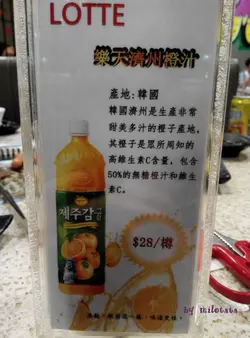 LOTTE
樂天濟州橙汁
產地:韓國
韓國濟州是生產非常
甜美多汁的橙子產地,
其橙子是眾所周知的
高維生素C含量,包含
50%的無糖橙汁和維生
素C。
제주감귤
$28/樽
by milotata